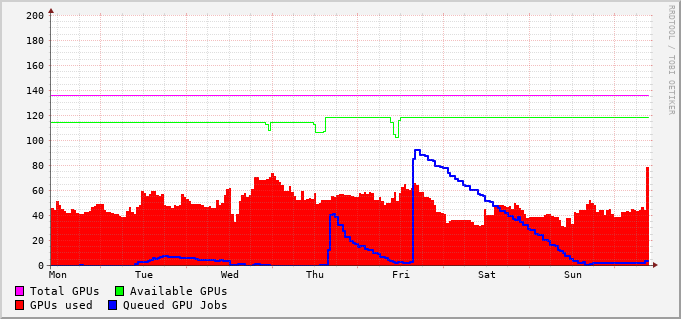 200
180
160
140
120
100
80
60
40
20
0
Mon Tue Wed Thu Fri Sat Sun
Total GPUs Available GPUs
GPUs used Queued GPU Jobs
RRDTOOL / TOBI OETIKER